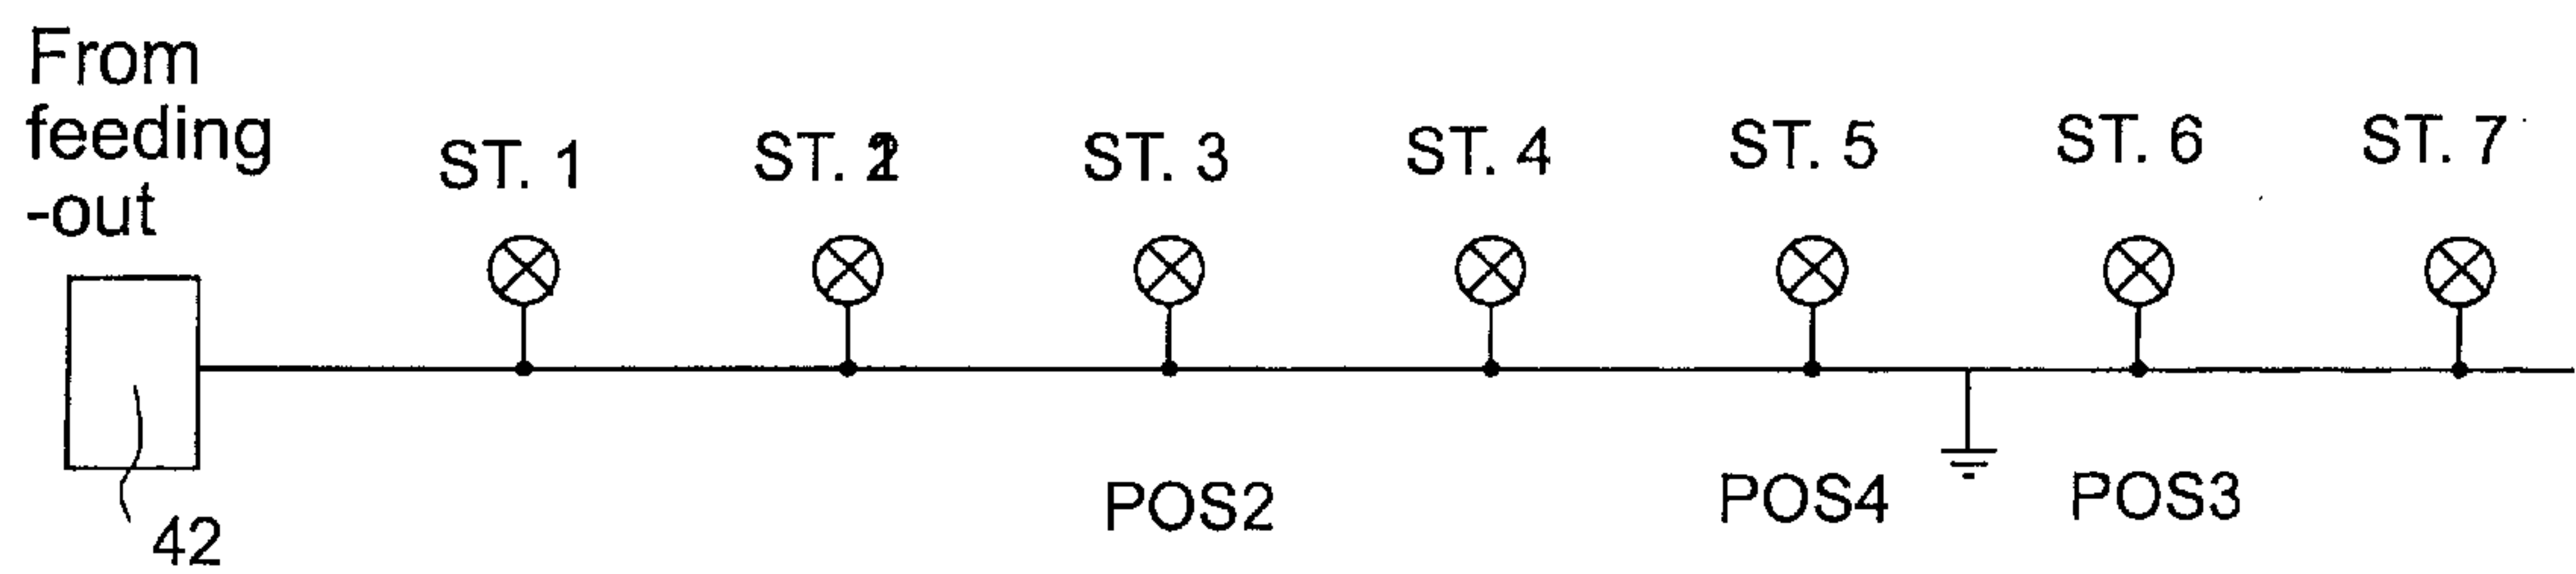 From
feeding
-out
ST. 1
ST. 2
ST. 3
ST. 4
ST. 5
ST. 6
ST. 7
POS2
POS4
POS3
42